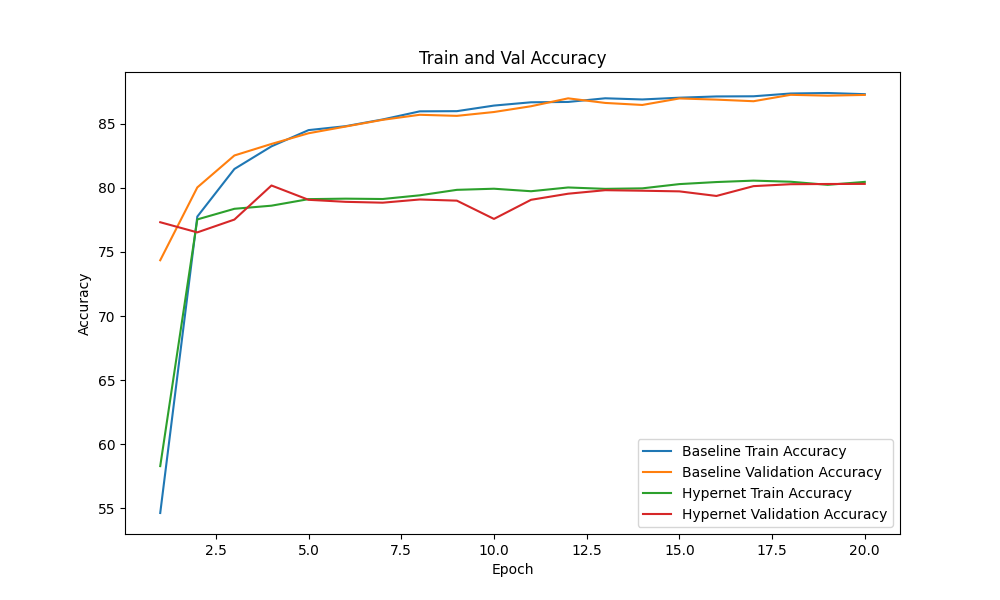 Train and Val Accuracy
Accuracy
85
80
75
70
65
60
55
Baseline Train Accuracy
Baseline Validation Accuracy
Hypernet Train Accuracy
Hypernet Validation Accuracy
2.5 5.0 7.5 10.0 12.5 15.0 17.5 20.0
Epoch